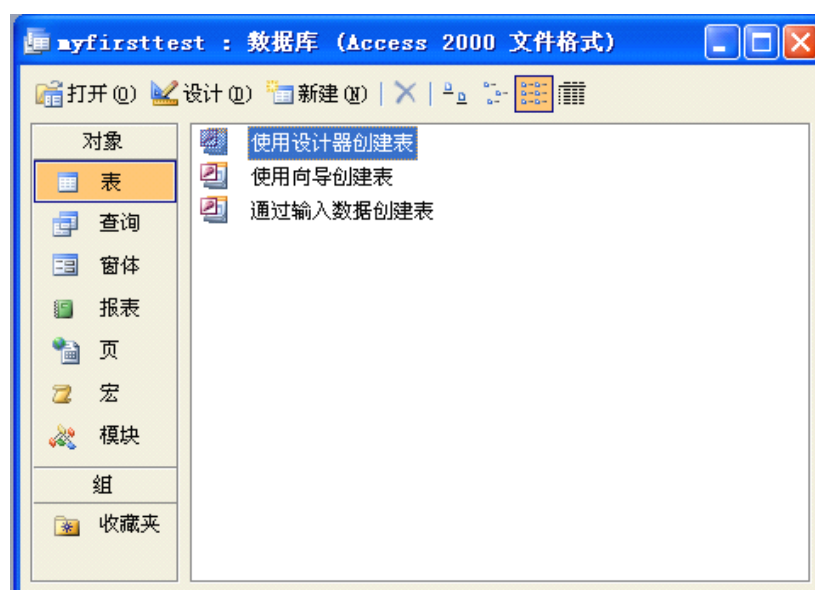 myfirsttest : 数据库 (Access 2000 文件格式)
打开(O) 设计(D) 新建(N)
对象
表
查询
窗体
报表
页
宏
模块
组
收藏夹
使用设计器创建表
使用向导创建表
通过输入数据创建表